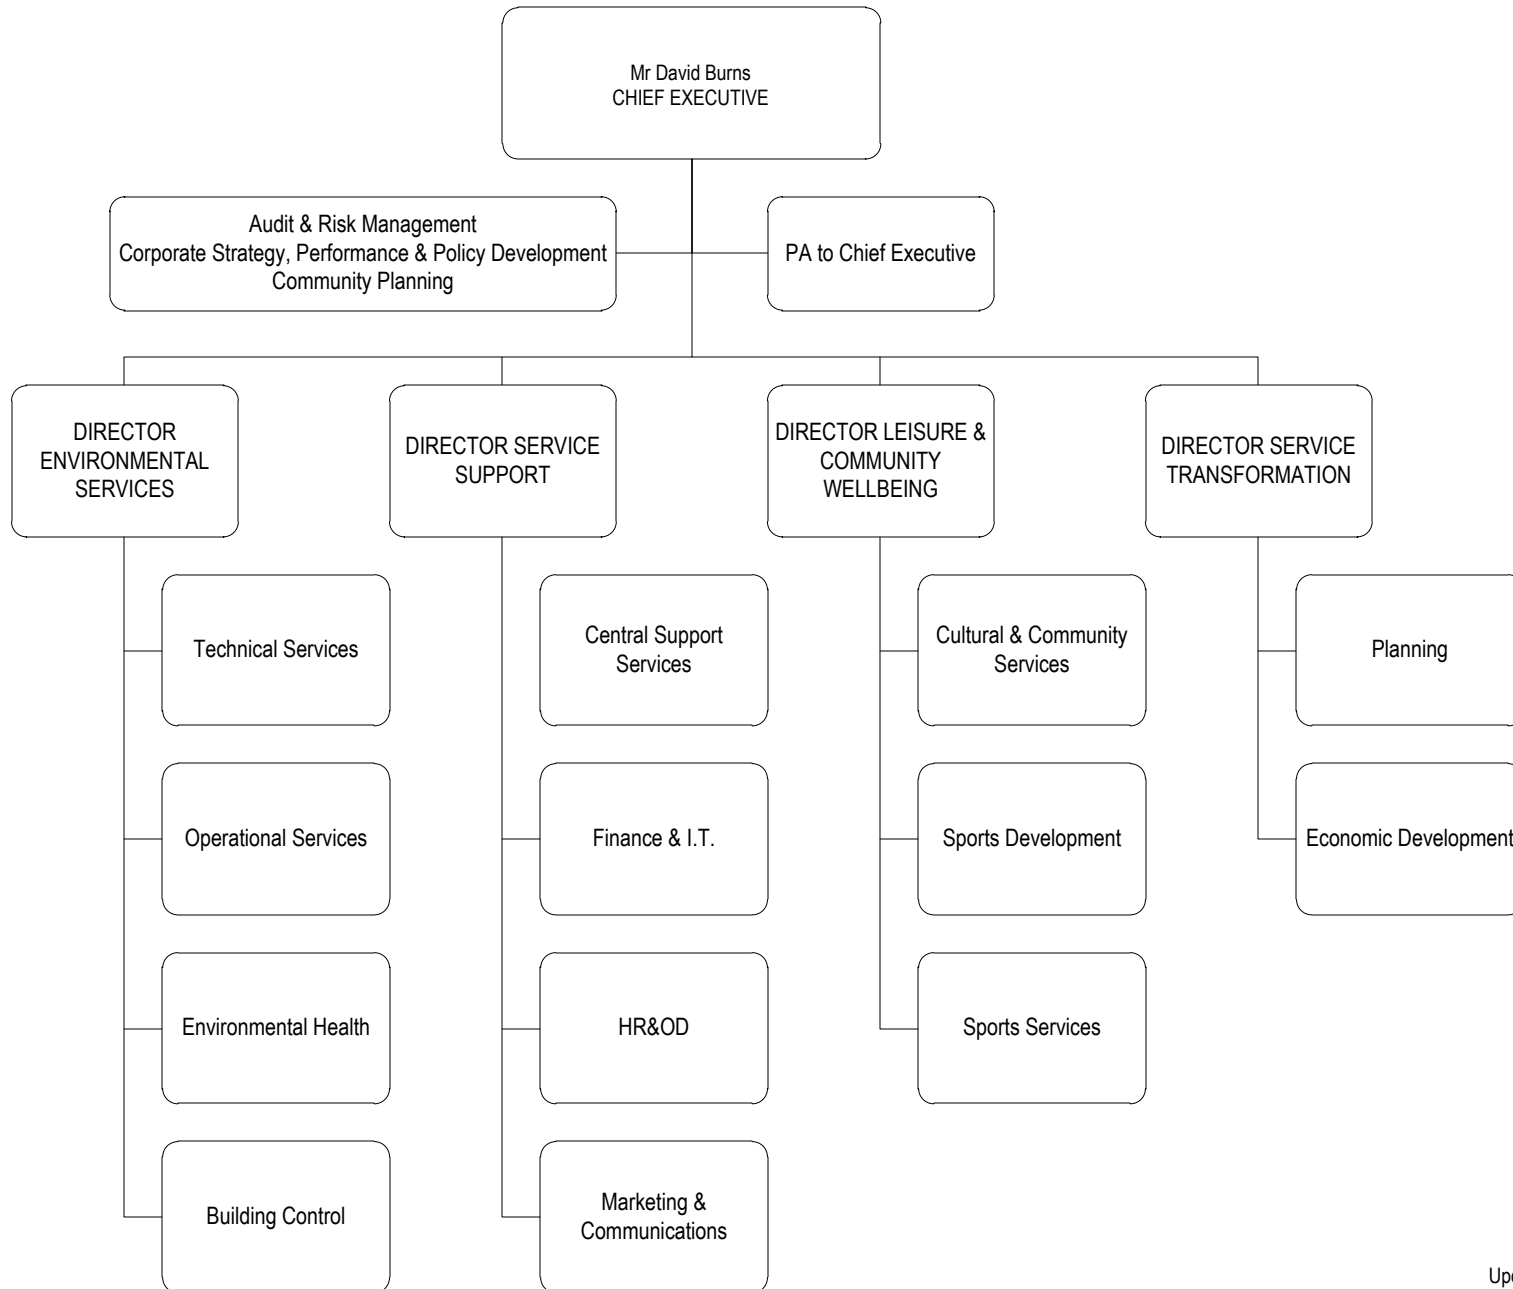 Mr David Burns
CHIEF EXECUTIVE
Audit & Risk Management
Corporate Strategy, Performance & Policy Development
Community Planning
PA to Chief Executive
DIRECTOR
ENVIRONMENTAL
SERVICES
DIRECTOR SERVICE
SUPPORT
DIRECTOR LEISURE &
COMMUNITY
WELLBEING
DIRECTOR SERVICE
TRANSFORMATION
Technical Services
Operational Services
Environmental Health
Building Control
Central Support
Services
Finance & I.T.
HR&OD
Marketing &
Communications
Cultural & Community
Services
Sports Development
Sports Services
Planning
Economic Development